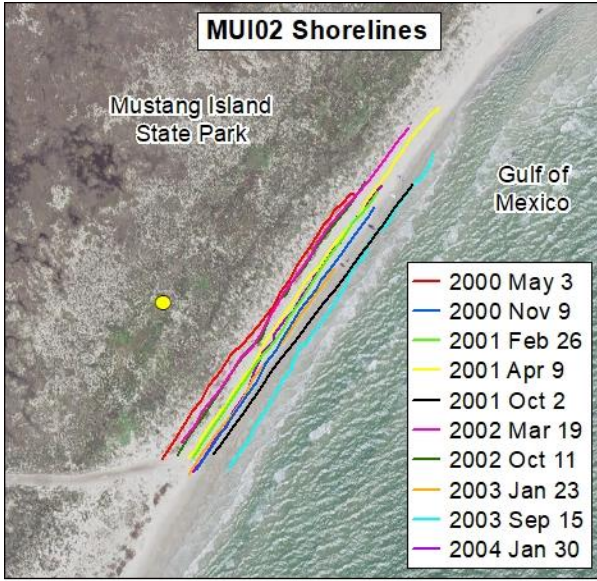 MUI02 Shorelines
Mustang Island
State Park
Gulf of
Mexico
2000 May 3
2000 Nov 9
2001 Feb 26
2001 Apr 9
2001 Oct 2
2002 Mar 19
2002 Oct 11
2003 Jan 23
2003 Sep 15
2004 Jan 30